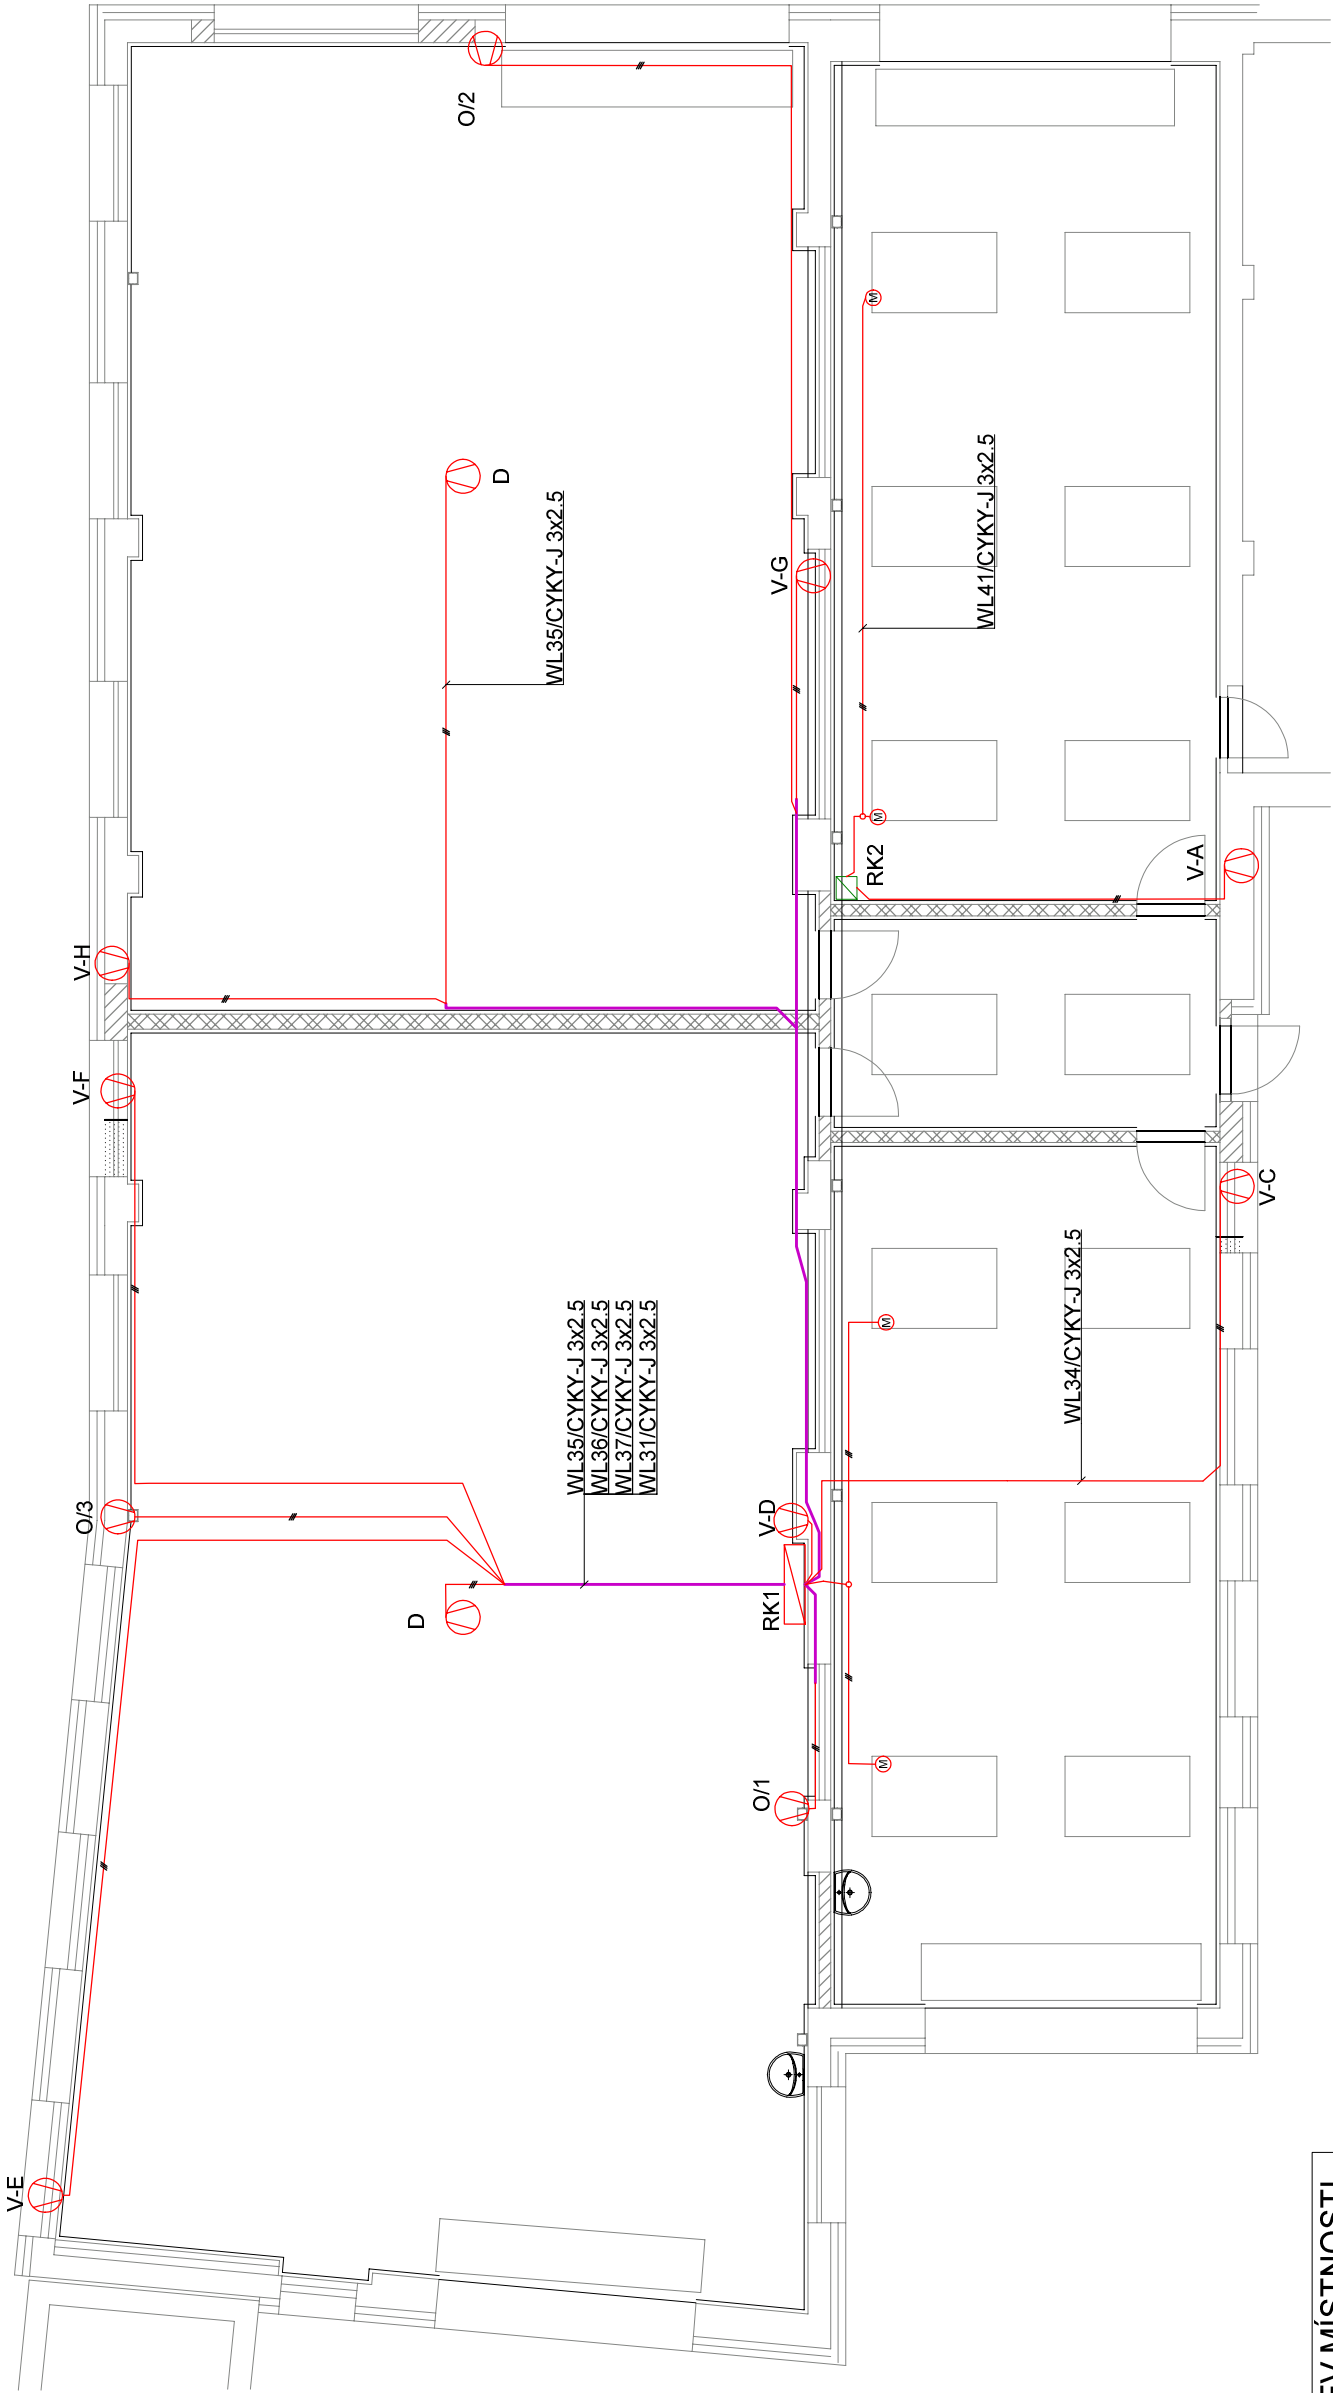 O/2
D
WL35/CYKY-J 3x2.5
V-G
WL41/CYKY-J 3x2.5
M
M
RK2
V-A
V-H
V-F
V-C
WL35/CYKY-J 3x2.5
WL36/CYKY-J 3x2.5
WL37/CYKY-J 3x2.5
WL31/CYKY-J 3x2.5
WL34/CYKY-J 3x2.5
M
O/3
V-D
D
RK1
M
O/1
V-E
MÍSTNOSTI